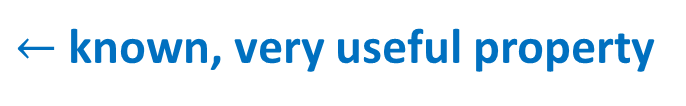 ← known, very useful property